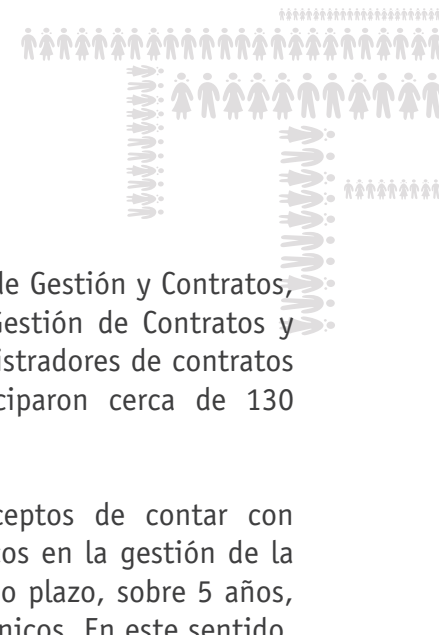 de Gestión y Contratos,
Gestión de Contratos y
istradores de contratos
ciparon cerca de 130
ceptos de contar con
cos en la gestión de la
o plazo, sobre 5 años,
nicos. En este sentido,